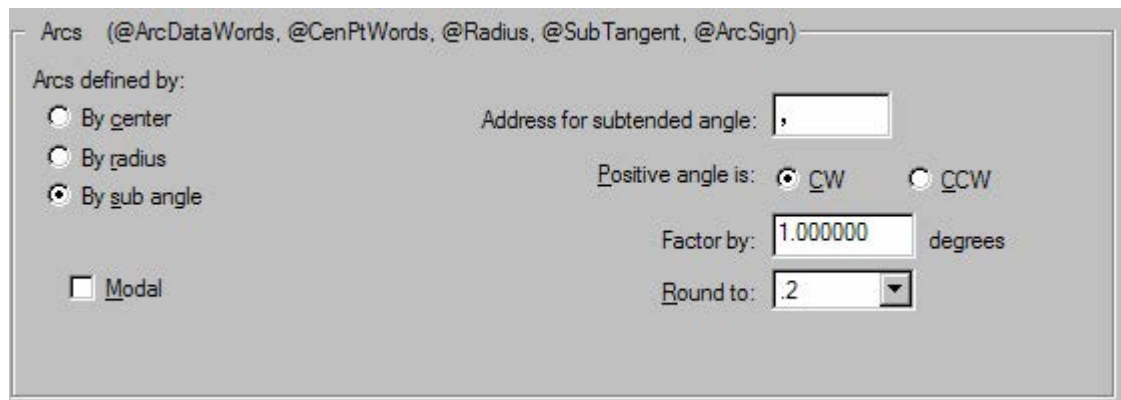 Arcs (@ArcDataWords, @CenPtWords, @Radius, @SubTangent, @ArcSign)
Arcs defined by:
By center
By radius
By sub angle
Modal
Address for subtended angle: ,
Positive angle is: CW CCW
Factor by: 1.000000 degrees
Round to: .2